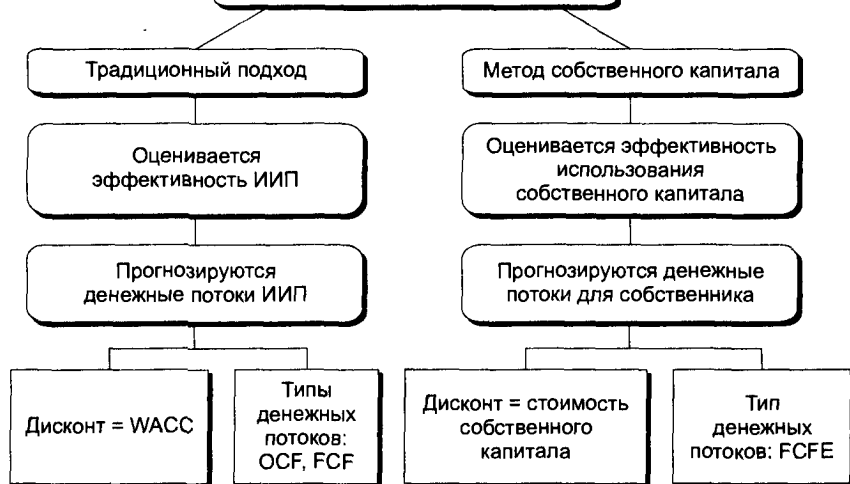 Традиционный подход
Метод собственного капитала
Оценивается
эффективность ИИП
Оценивается эффективность
использования
собственного капитала
Прогнозируются
денежные потоки ИИП
Прогнозируются денежные
потоки для собственника
Дисконт = WACC
Типы
денежных
потоков:
OCF, FCF
Дисконт = стоимость
собственного
капитала
Тип
денежных
потоков: FCFE